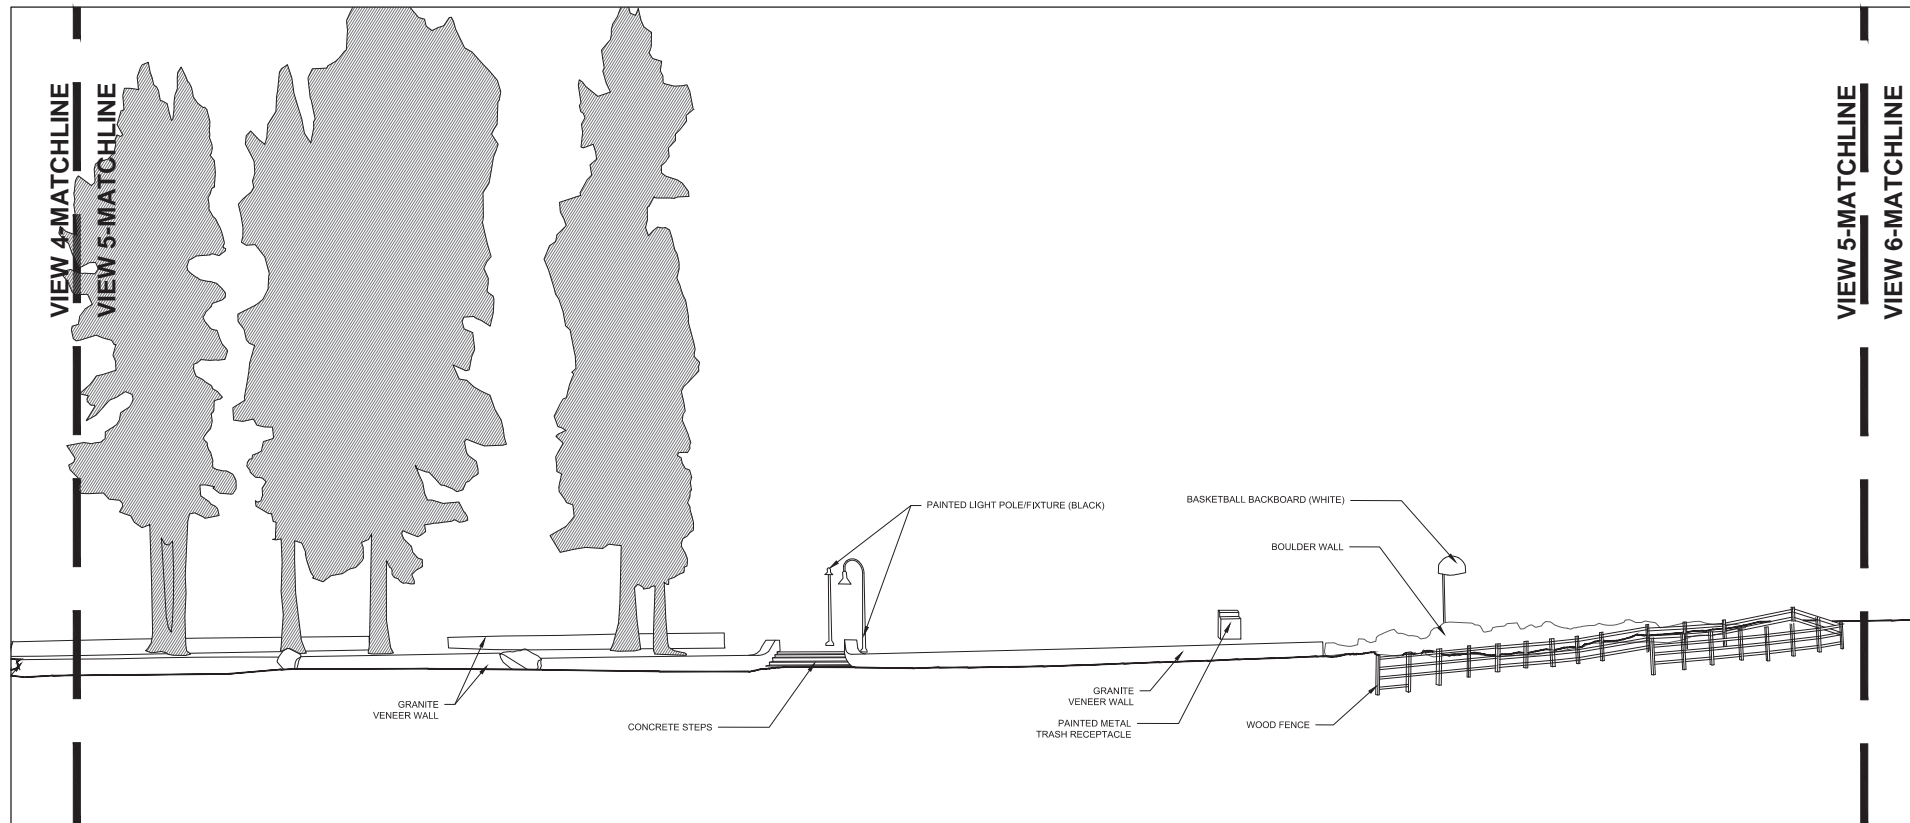 VIEW 4-MATCHLINE
VIEW 5-MATCHLINE
VIEW 5-MATCHLINE
VIEW 6-MATCHLINE
BASKETBALL BACKBOARD (WHITE)
PAINTED LIGHT POLE/FIXTURE (BLACK)
BOULDER WALL
GRANITE
VENEER WALL
CONCRETE STEPS
GRANITE
VENEER WALL
PAINTED METAL
TRASH RECEPTACLE
WOOD FENCE